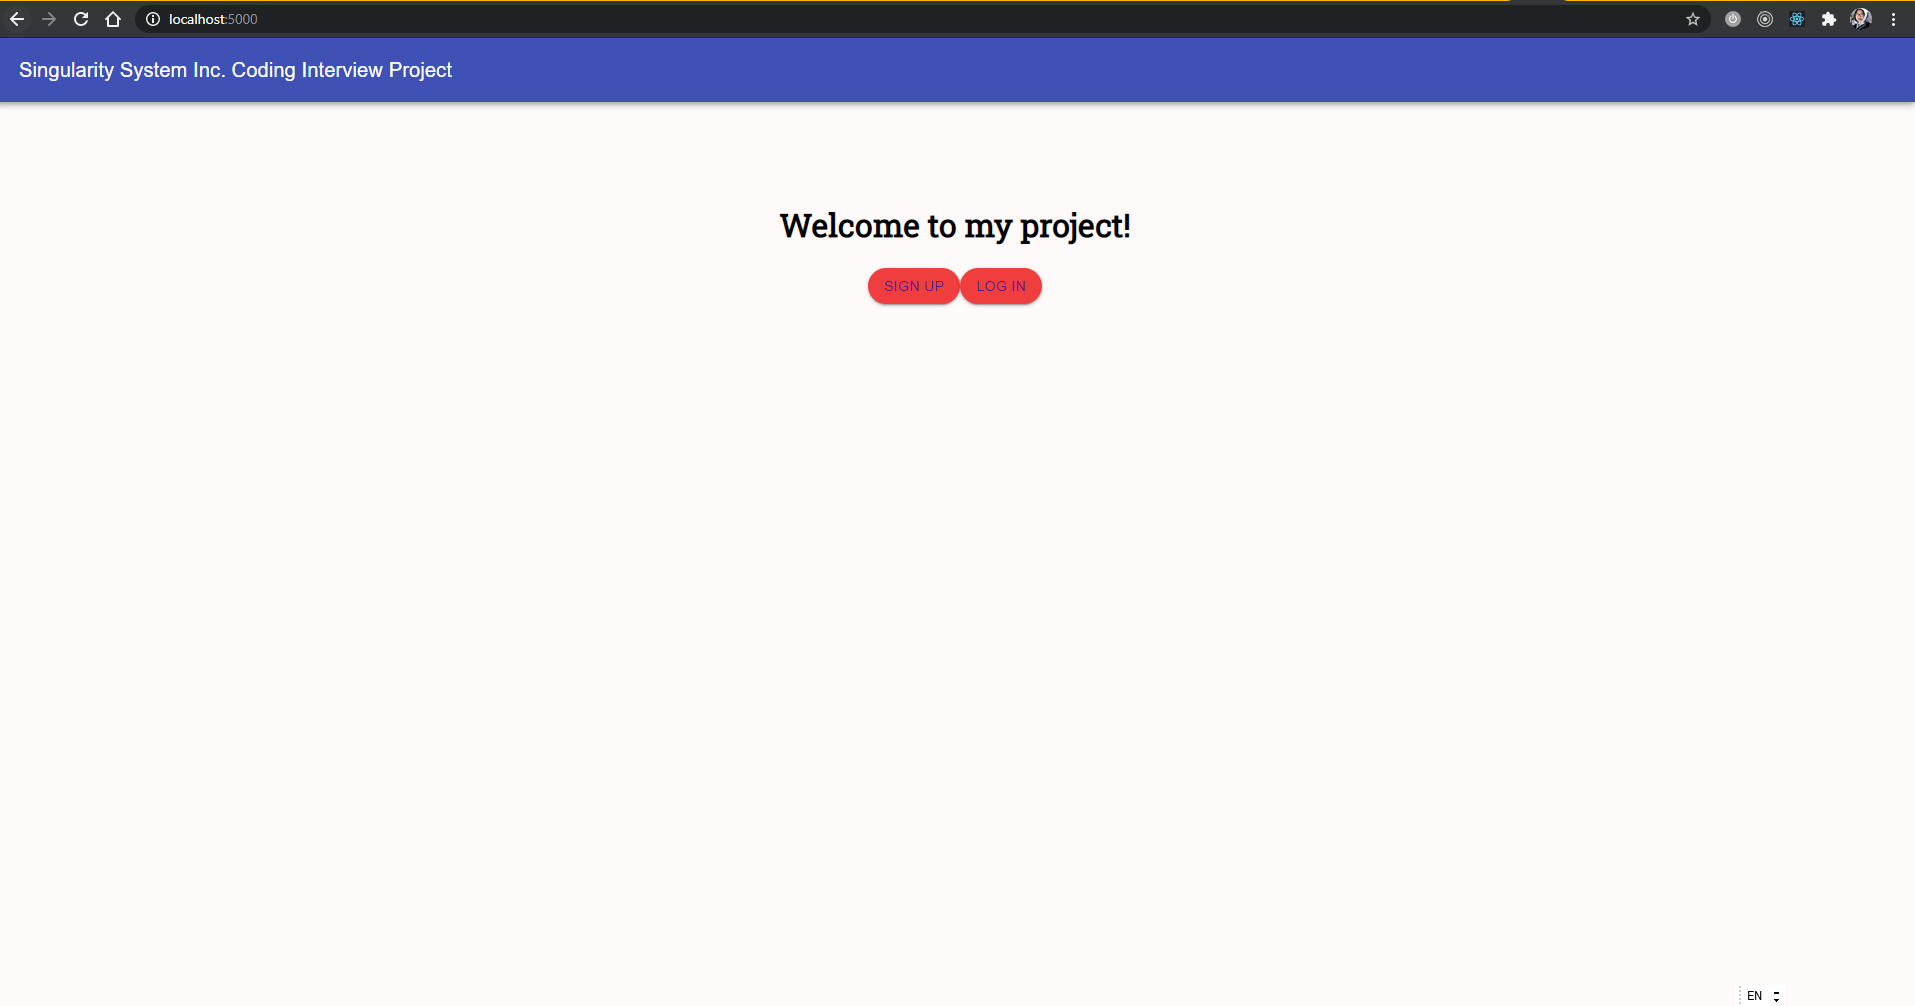 localhost:5000
Singularity System Inc. Coding Interview Project
Welcome to my project!
SIGN UP LOG IN
EN